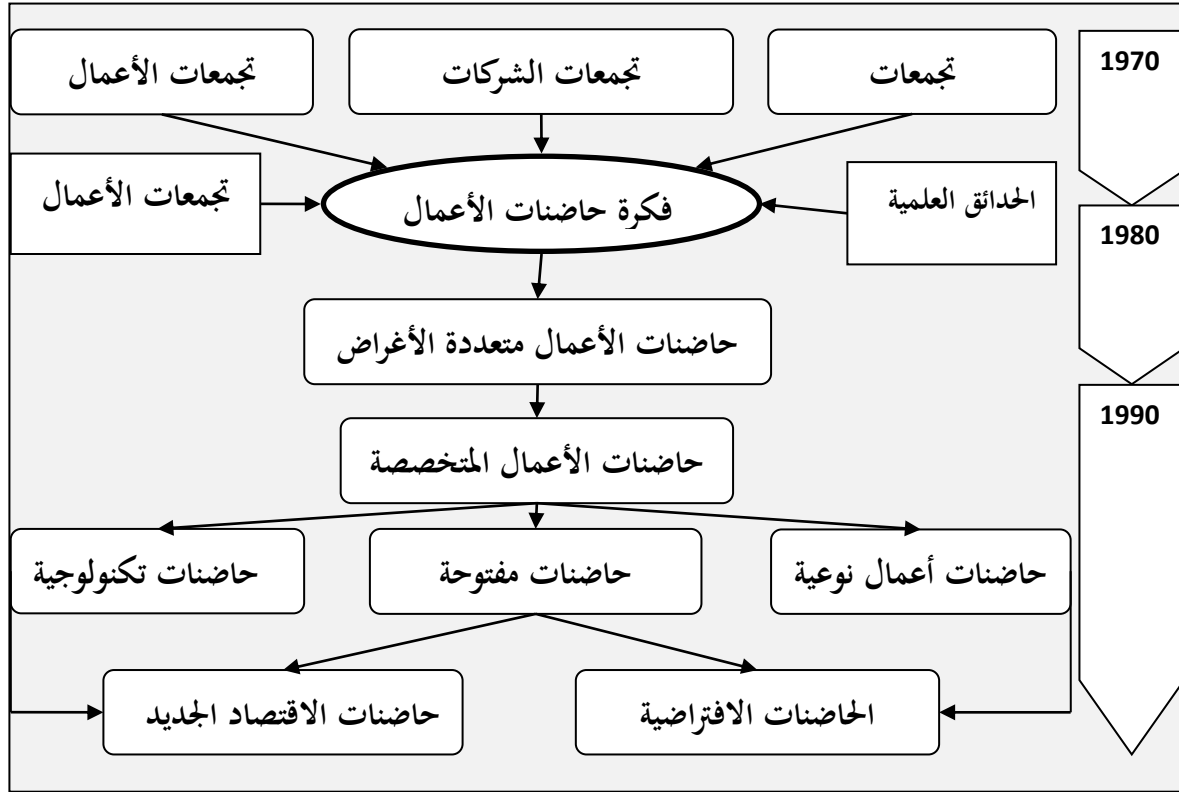 1970
تجمعات
تجمعات الشركات
تجمعات الأعمال
الحدائق العلمية
فكرة حاضنات الأعمال
تجمعات الأعمال
1980
حاضنات الأعمال متعددة الأغراض
1990
حاضنات الأعمال المتخصصة
حاضنات أعمال نوعية
حاضنات مفتوحة
حاضنات تكنولوجية
الحاضنات الافتراضية
حاضنات الاقتصاد الجديد